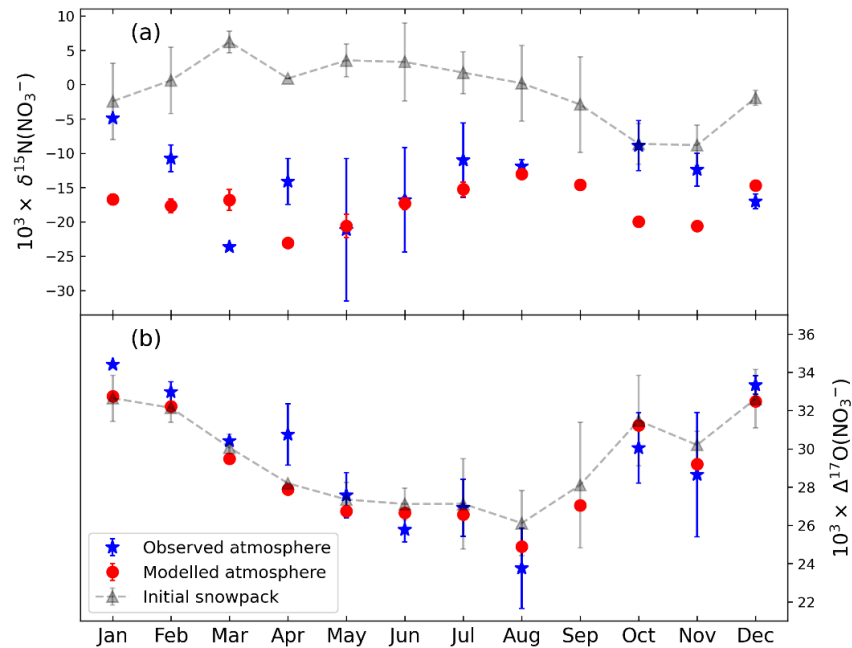 (a)
10
5
0
−5
−10
−15
−20
−25
−30
10³ × δ¹⁵N(NO₃⁻)
(b)
36
34
32
30
28
26
24
22
10³ × Δ¹⁷O(NO₃⁻)
Observed atmosphere
Modelled atmosphere
Initial snowpack
Jan Feb Mar Apr May Jun Jul Aug Sep Oct Nov Dec